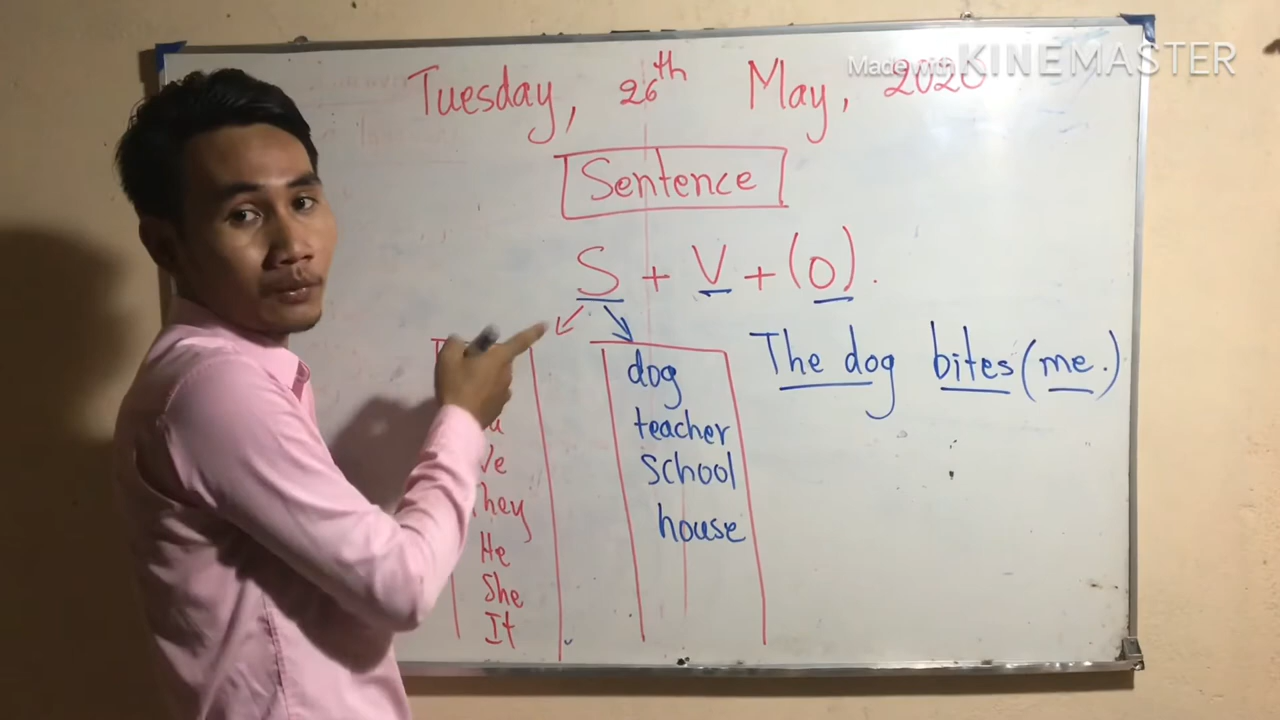 Made with KINEMASTER
Tuesday, 26th May, 2020
Sentence
S + V + (O).
The dog bites (me.)
dog
teacher
school
house
They
He
She
It